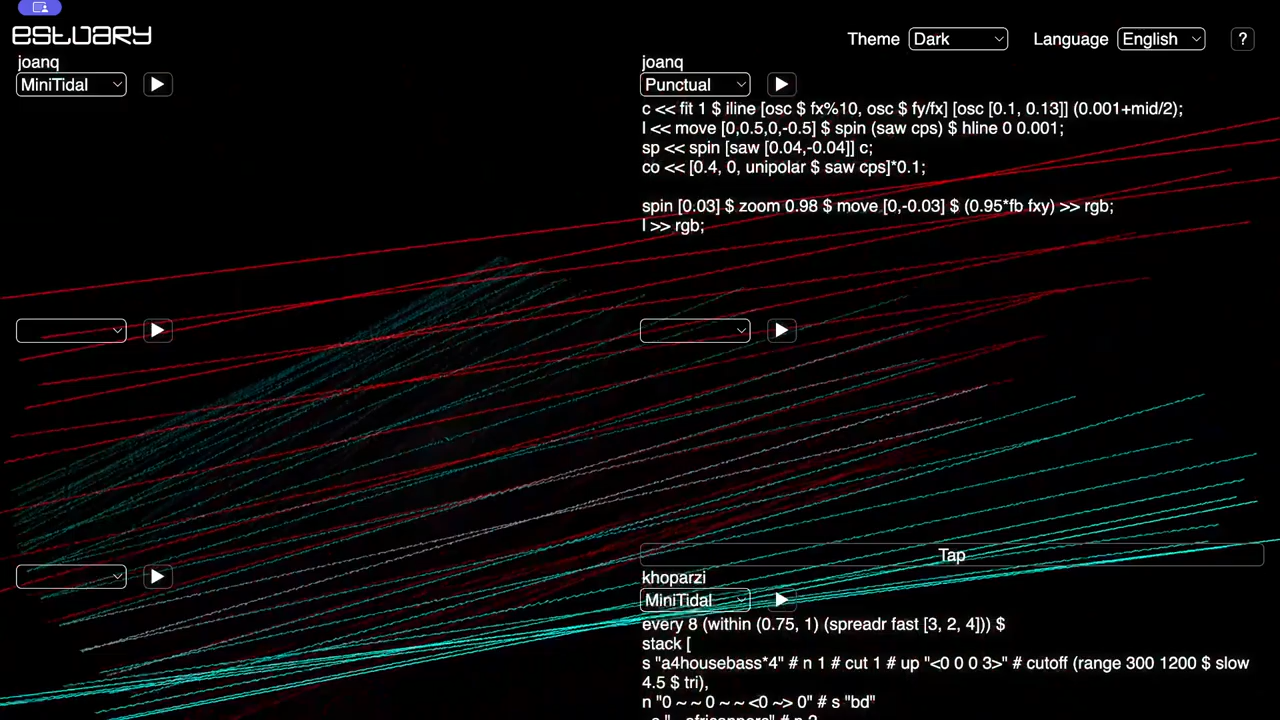 estuary
Theme Dark Language English ?
joanq
MiniTidal
joanq
Punctual
c << fit 1 $ iline [osc $ fx%10, osc $ fy/fx] [osc [0.1, 0.13]] (0.001+mid/2);
l << move [0,0.5,0,-0.5] $ spin (saw cps) $ hline 0 0.001;
sp << spin [saw [0.04,-0.04]] c;
co << [0.4, 0, unipolar $ saw cps]*0.1;
spin [0.03] $ zoom 0.98 $ move [0,-0.03] $ (0.95*fb fxy) >> rgb;
l >> rgb;
Tap
khoparzi
MiniTidal
every 8 (within (0.75, 1) (spreadr fast [3, 2, 4])) $
stack [
s "a4housebass*4" # n 1 # cut 1 # up "<0 0 0 3>" # cutoff (range 300 1200 $ slow
4.5 $ tri),
n "0 ~ ~ 0 ~ ~ <0 ~> 0" # s "bd"